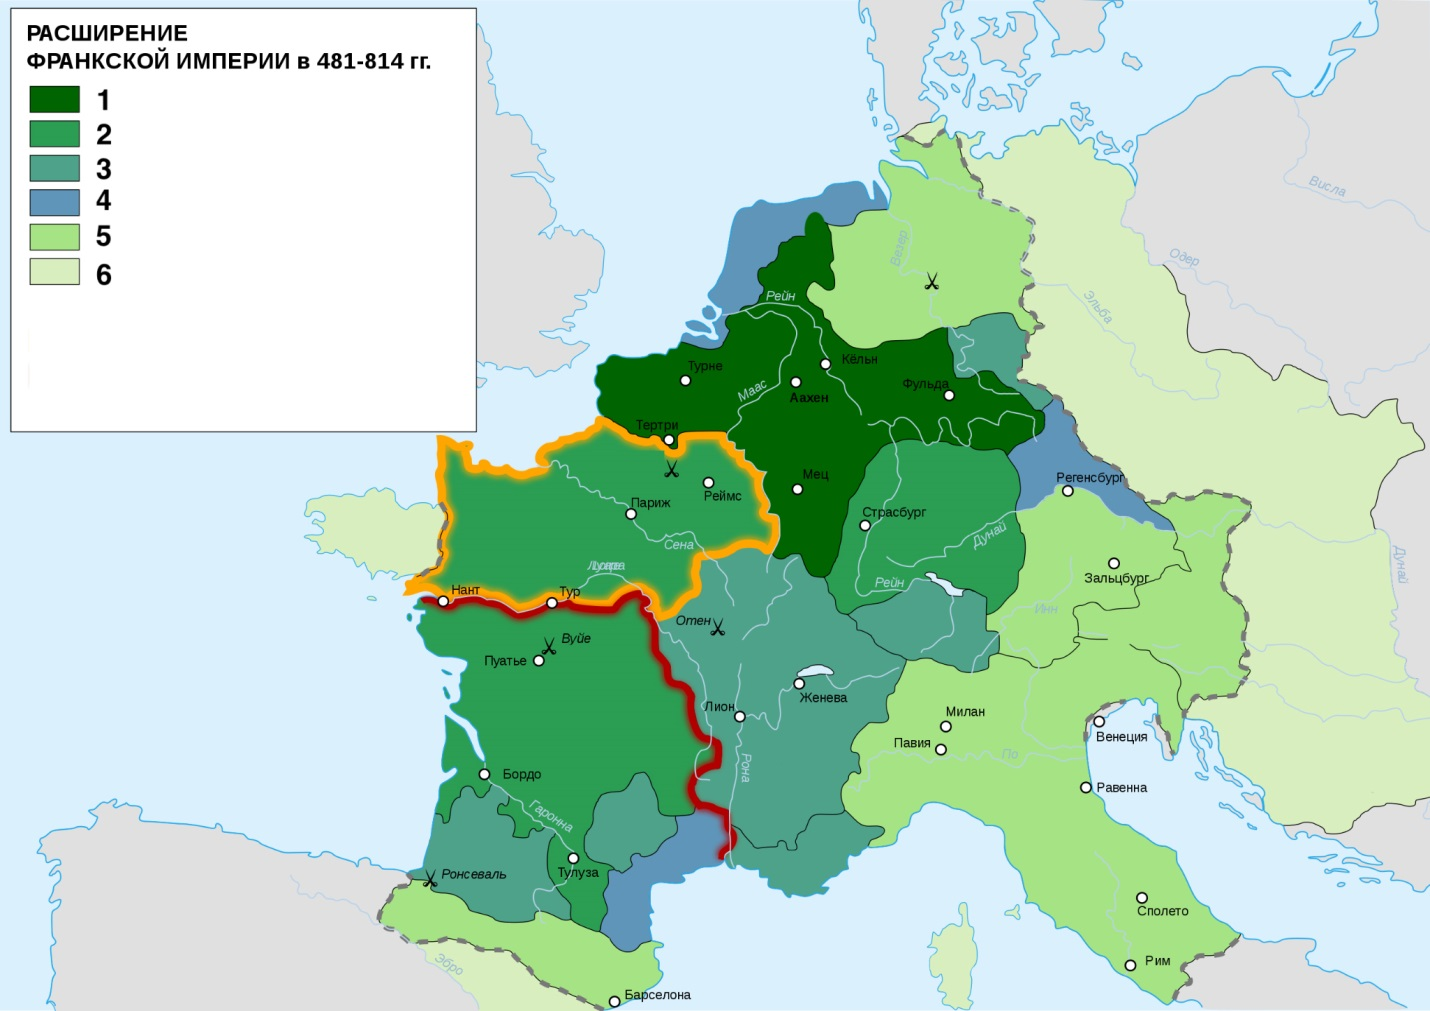 РАСШИРЕНИЕ
ФРАНКСКОЙ ИМПЕРИИ в 481-814 гг.
1
2
3
4
5
6
Висла
Везер
Одер
Эльба
Рейн
Турне
Кёльн
Маас
Аахен
Фульда
Тертри
Мец
Реймс
Париж
Регенсбург
Страсбург
Сена
Дунай
Дунай
Зальцбург
Рейн
Нант
Тур
Инн
Отен
Вуйе
Пуатье
Женева
Лион
Милан
Павия
Венеция
По
Рона
Бордо
Равенна
Гаронна
Тулуза
Ронсеваль
Сполето
Рим
Эбро
Барселона